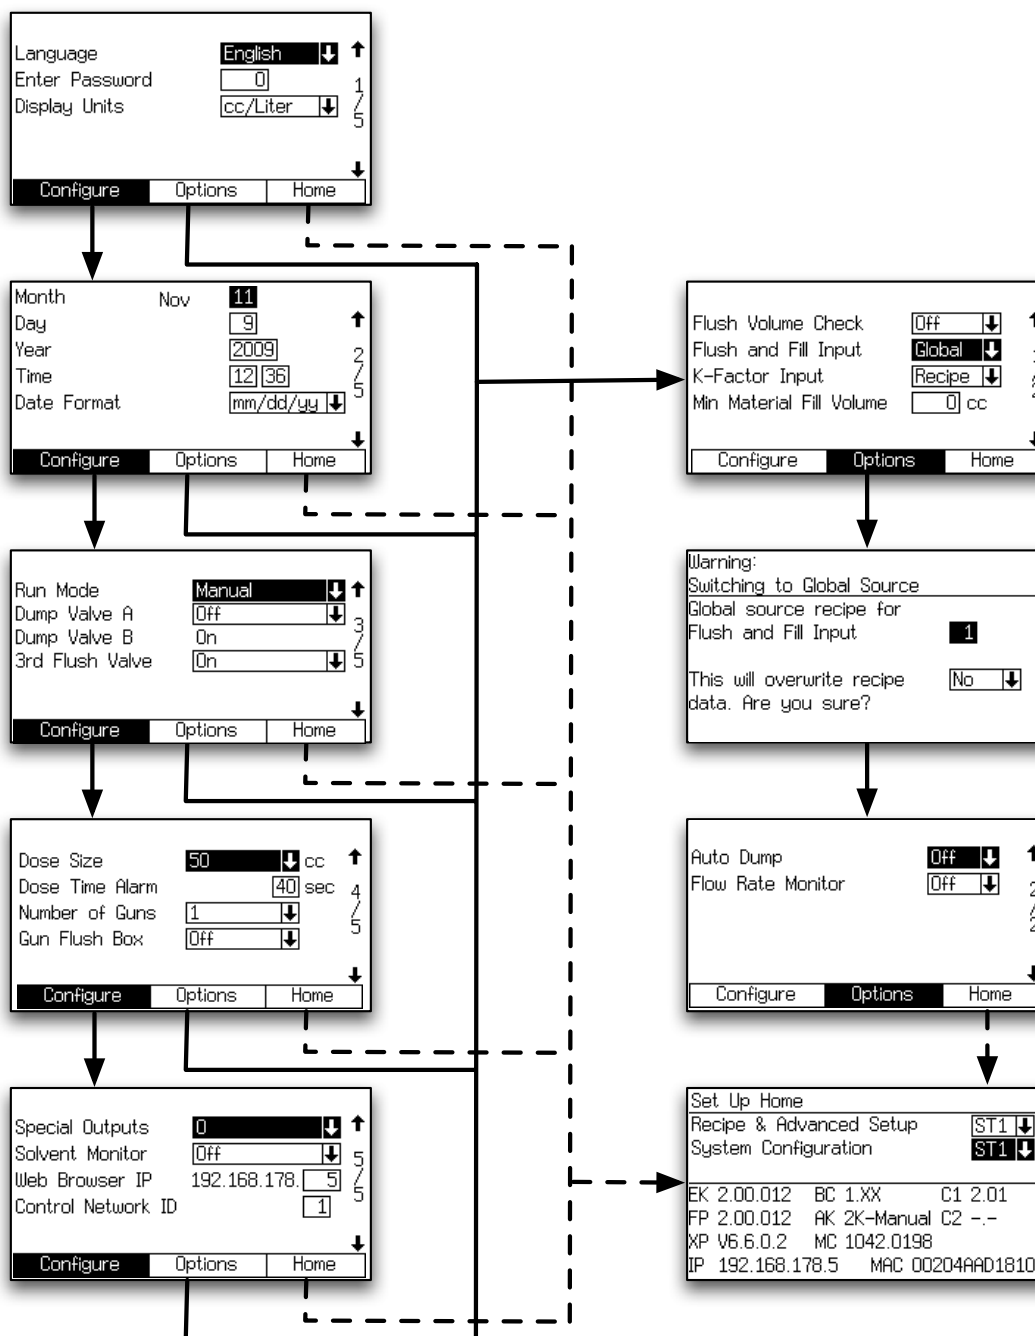 Language English
Enter Password 0
Display Units cc/Liter
1/5
Configure Options Home
Month Nov 11
Day 9
Year 2009
Time 12 36
Date Format mm/dd/yy
2/5
Configure Options Home
Run Mode Manual
Dump Valve A Off
Dump Valve B On
3rd Flush Valve On
3/5
Configure Options Home
Dose Size 50 cc
Dose Time Alarm 40 sec
Number of Guns 1
Gun Flush Box Off
4/5
Configure Options Home
Special Outputs 0
Solvent Monitor Off
Web Browser IP 192.168.178. 5
Control Network ID 1
5/5
Configure Options Home
Flush Volume Check Off
Flush and Fill Input Global
K-Factor Input Recipe
Min Material Fill Volume 0 cc
Configure Options Home
Warning:
Switching to Global Source
Global source recipe for
Flush and Fill Input 1
This will overwrite recipe No
data. Are you sure?
Auto Dump Off
Flow Rate Monitor Off
Configure Options Home
Set Up Home
Recipe & Advanced Setup ST1
System Configuration ST1
EK 2.00.012 BC 1.XX C1 2.01
FP 2.00.012 AK 2K-Manual C2 -.-
XP V6.6.0.2 MC 1042.0198
IP 192.168.178.5 MAC 00204AAD1810